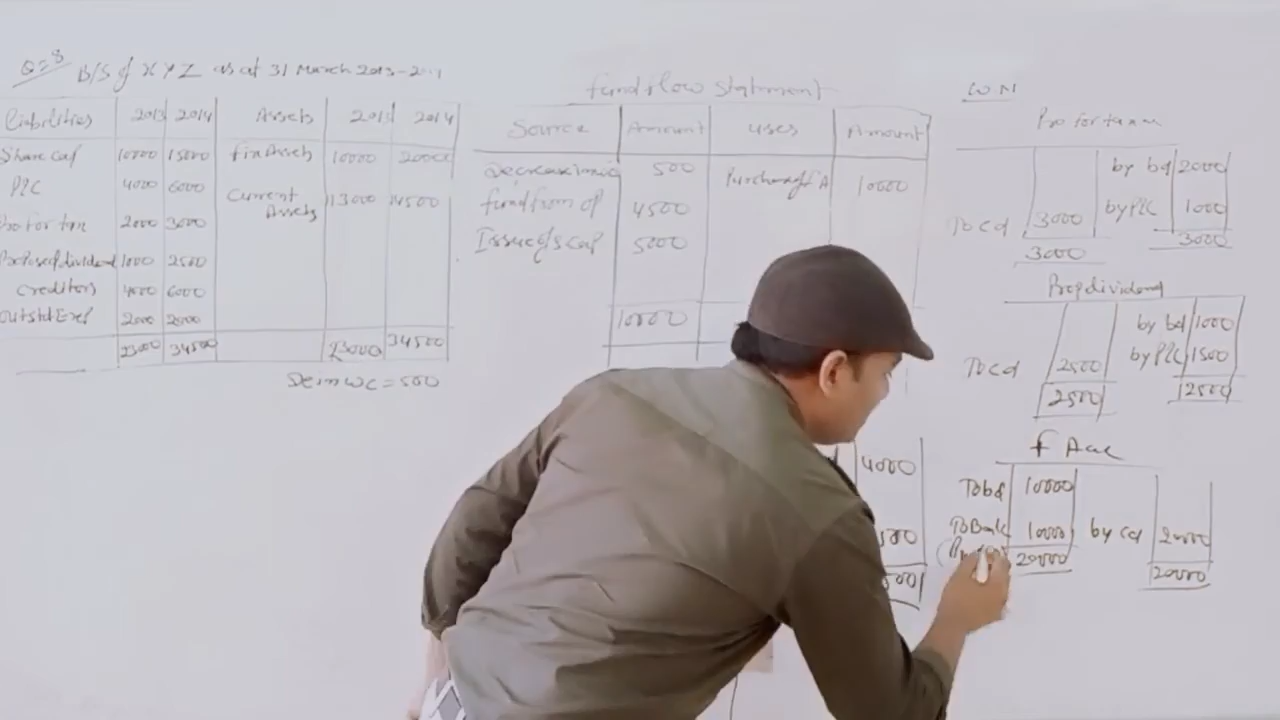 Q=8 B/S of XYZ as at 31 March 2013-2014
Liabilities 2013 2014 Assets 2013 2014
Share cap 10000 15000 fix Assets 10000 20000
P/L 4000 6000 Current Assets 13000 14500
Pro for tax 2000 3000
Proposed dividend 1000 2500
Creditors 4000 6000
Outstd Exp 2000 2000
23000 34500 23000 34500
De in WC = 500
fund flow statement
Source Amount uses Amount
Decrease in wc 500 Purchase of f A 10000
fund from op 4500
Issue of s cap 5000
10000
4000
WN
Pro for tax
by bd 2000
To cd 3000 by P/L 1000
3000 3000
Prop dividend
by bd 1000
To cd 2500 by P/L 1500
2500 2500
f A
To bd 10000
To Bank 10000 by cd 20000
20000 20000